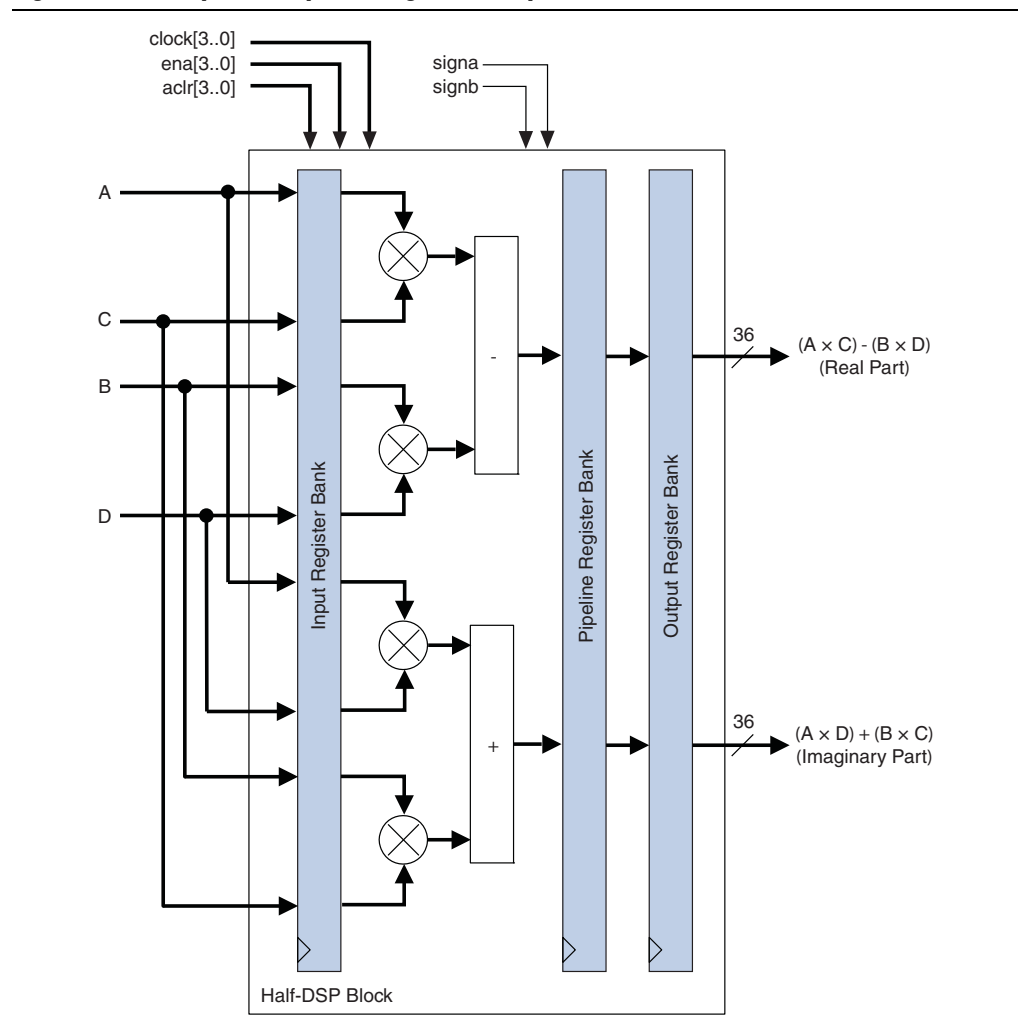 clock[3..0]
ena[3..0]
aclr[3..0]
signa
signb
A
C
B
D
Input Register Bank
-
+
Pipeline Register Bank
Output Register Bank
36
(A × C) - (B × D)
(Real Part)
36
(A × D) + (B × C)
(Imaginary Part)
Half-DSP Block